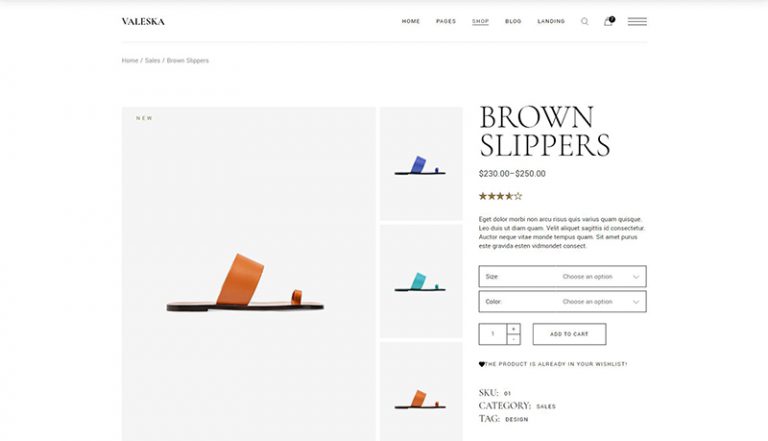 VALESKA
HOME PAGES SHOP BLOG LANDING
Home / Sales / Brown Slippers
NEW
BROWN
SLIPPERS
$230.00–$250.00
Eget dolor morbi non arcu risus quis varius quam quisque.
Leo duis ut diam quam. Velit aliquet sagittis id consectetur.
Auctor neque vitae monde tempus quam. Sit amet purus
este gravida esten vidmondet consect.
Size: Choose an option
Color: Choose an option
1 + -
ADD TO CART
THE PRODUCT IS ALREADY IN YOUR WISHLIST!
SKU: 01
CATEGORY: SALES
TAG: DESIGN